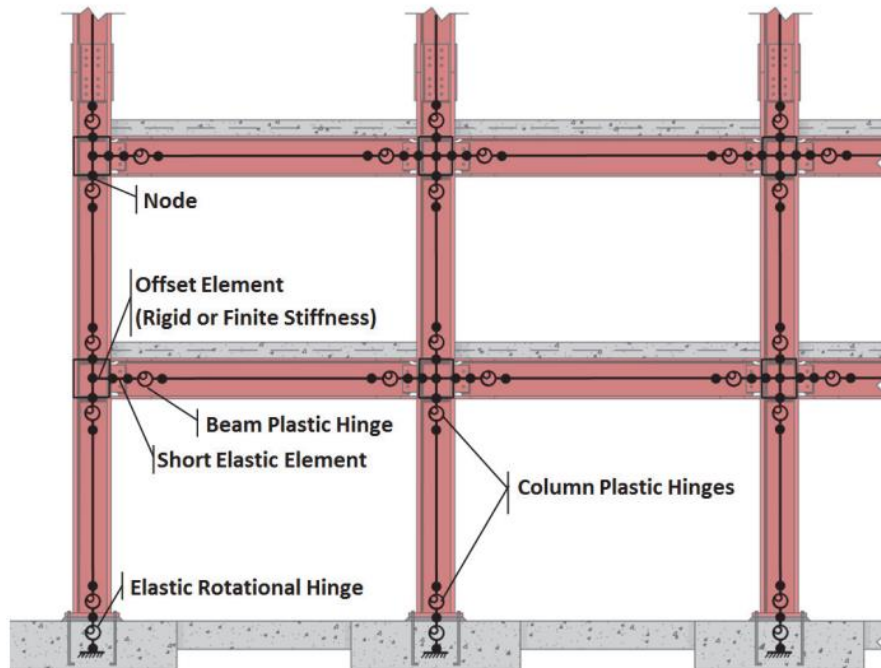 Node
Offset Element
(Rigid or Finite Stiffness)
Beam Plastic Hinge
Short Elastic Element
Column Plastic Hinges
Elastic Rotational Hinge